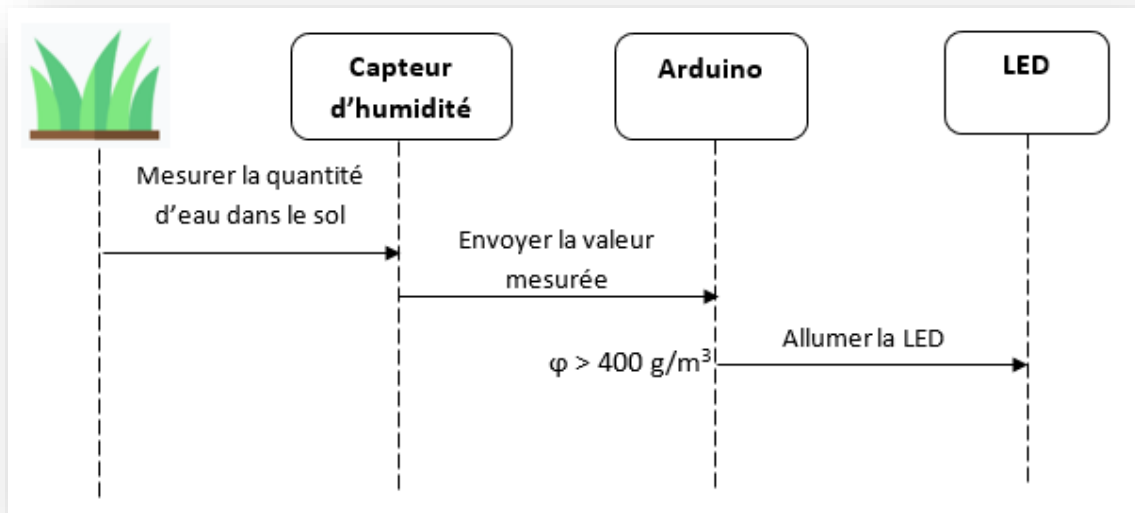 Capteur
d'humidité
Arduino
LED
Mesurer la quantité
d'eau dans le sol
Envoyer la valeur
mesurée
φ > 400 g/m³
Allumer la LED